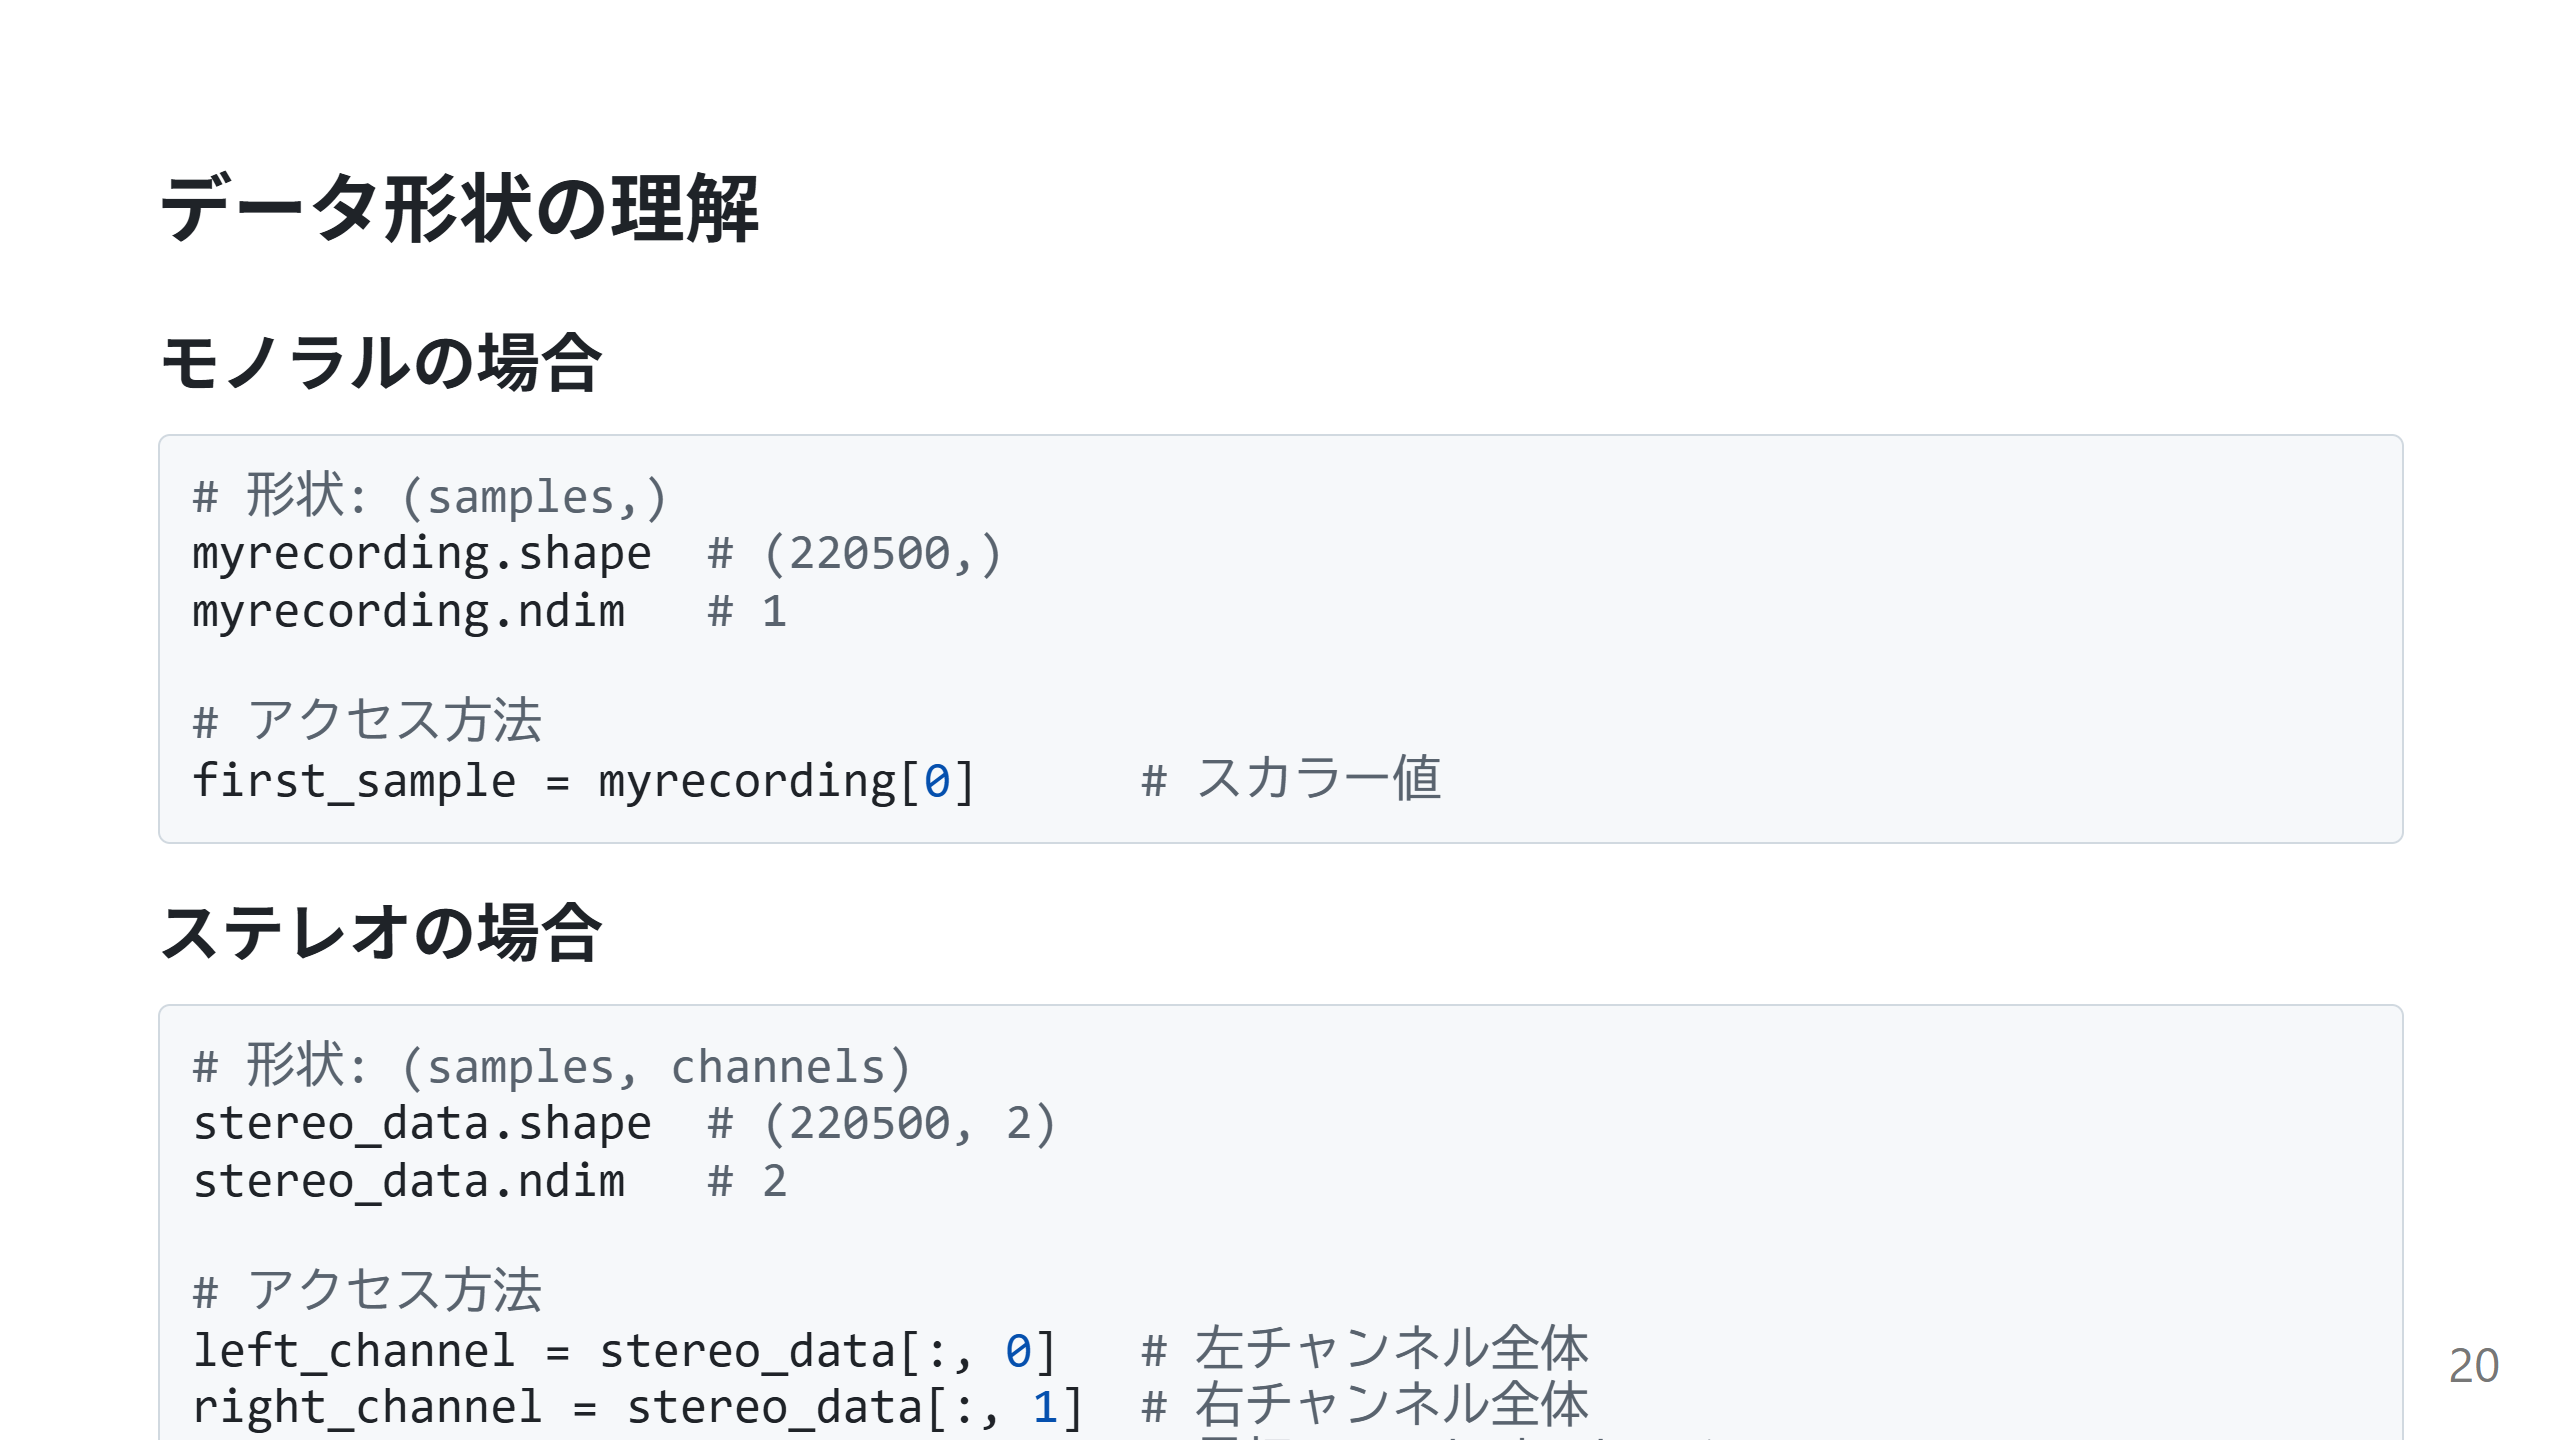 データ形状の理解
モノラルの場合
# 形状: (samples,)
myrecording.shape  # (220500,)
myrecording.ndim   # 1
# アクセス方法
first_sample = myrecording[0]      # スカラー値
ステレオの場合
# 形状: (samples, channels)
stereo_data.shape  # (220500, 2)
stereo_data.ndim   # 2
# アクセス方法
left_channel = stereo_data[:, 0]   # 左チャンネル全体
right_channel = stereo_data[:, 1]  # 右チャンネル全体
20